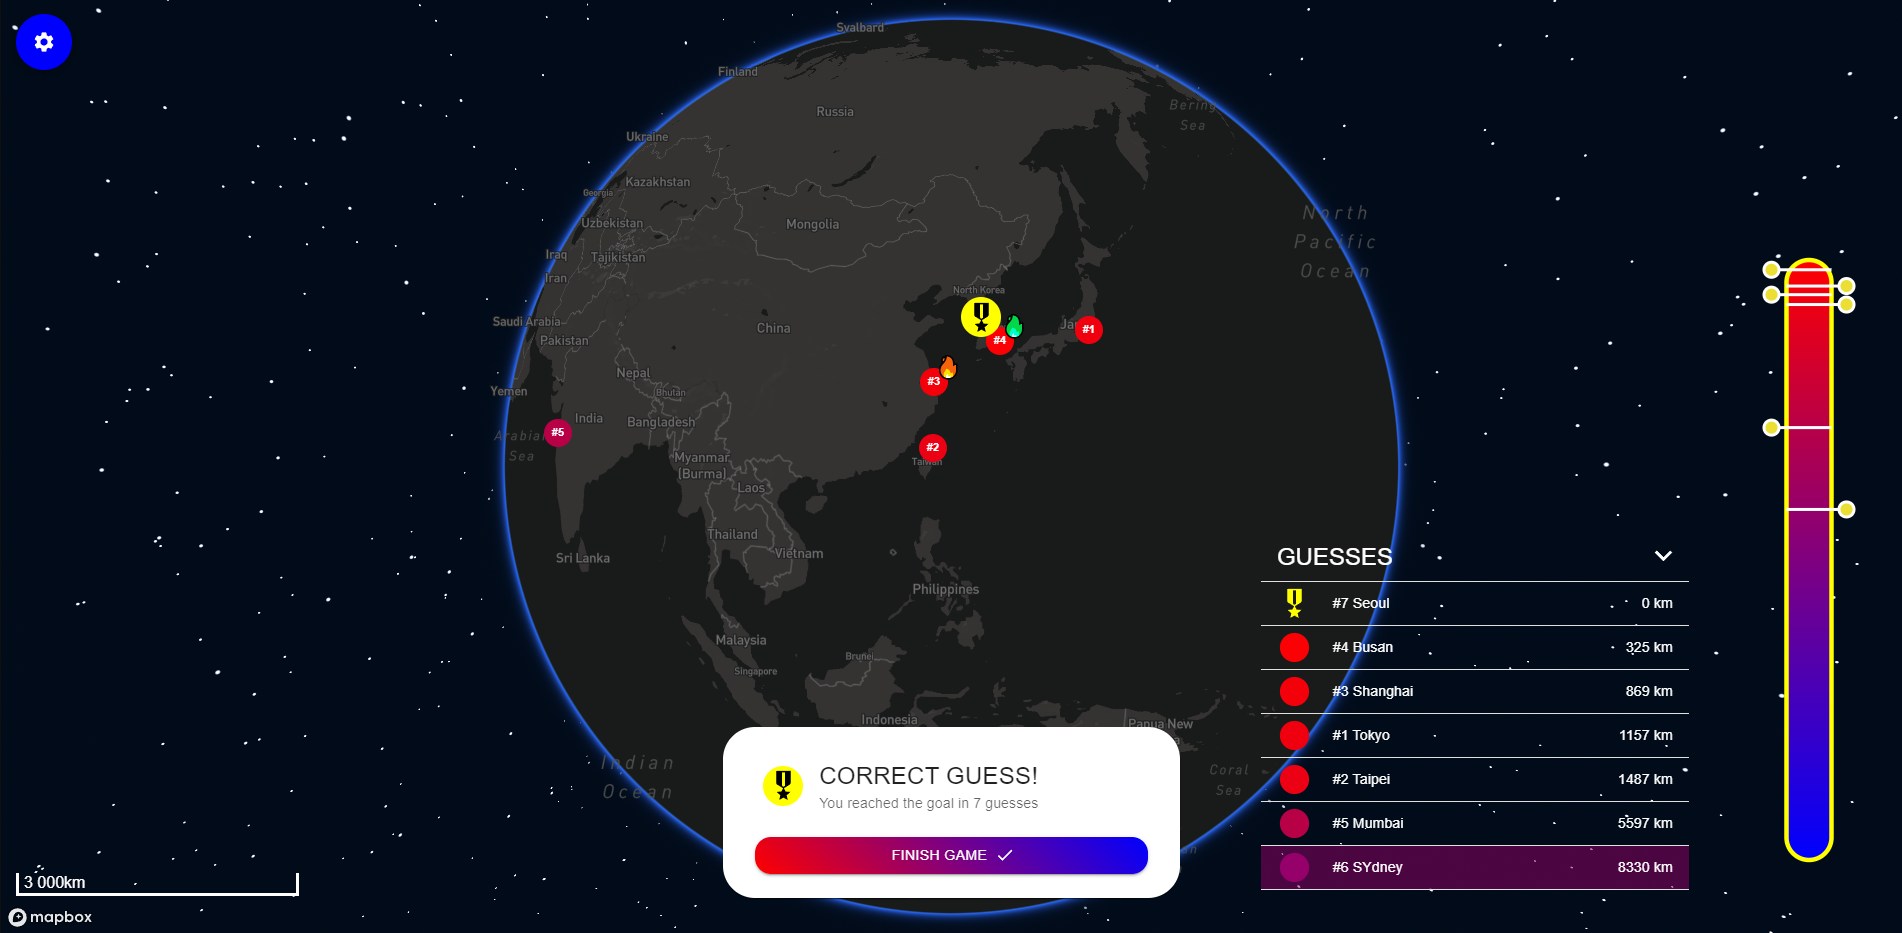 Svalbard
Finland
Russia
Bering
Sea
Ukraine
Kazakhstan
Georgia
Uzbekistan
Mongolia
North
Pacific
Ocean
Iraq
Tajikistan
Iran
North Korea
Saudi Arabia
China
#1
Pakistan
#4
Nepal
#3
Yemen
Bhutan
India
Bangladesh
#5
Arabia
Sea
#2
Taiwan
Myanmar
(Burma)
Laos
Thailand
Vietnam
Sri Lanka
Philippines
Malaysia
Brunei
Singapore
Indonesia
Papua New
Indian
Ocean
Coral
Sea
GUESSES
#7 Seoul 0 km
#4 Busan 325 km
#3 Shanghai 869 km
#1 Tokyo 1157 km
#2 Taipei 1487 km
#5 Mumbai 5597 km
#6 SYdney 8330 km
CORRECT GUESS!
You reached the goal in 7 guesses
FINISH GAME
3 000km
mapbox